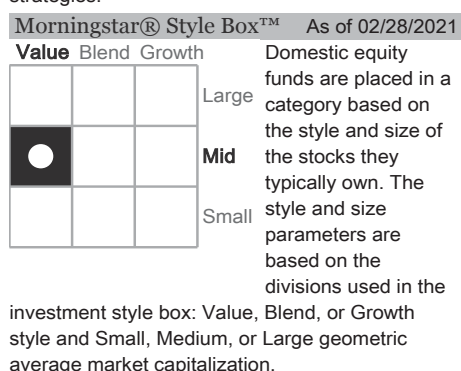 strategies.
Morningstar® Style Box™ As of 02/28/2021
Value Blend Growth
Large
Mid
Small
Domestic equity
funds are placed in a
category based on
the style and size of
the stocks they
typically own. The
style and size
parameters are
based on the
divisions used in the
investment style box: Value, Blend, or Growth
style and Small, Medium, or Large geometric
average market capitalization.